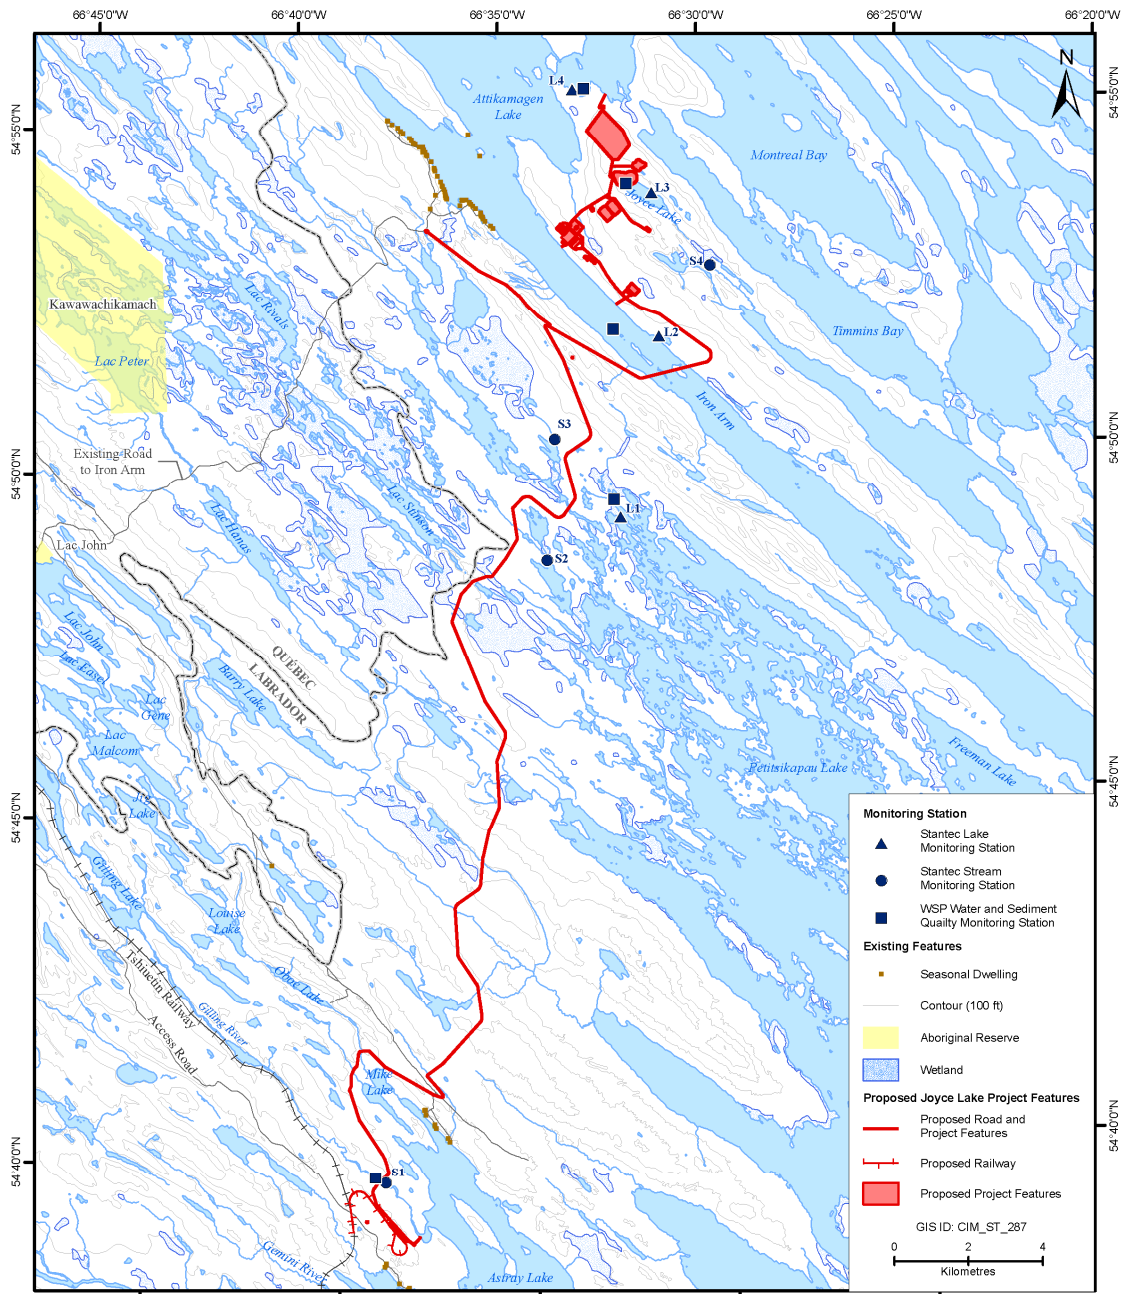 66°45'0"W
66°40'0"W
66°35'0"W
66°30'0"W
66°25'0"W
66°20'0"W
N
54°55'0"N
54°55'0"N
54°50'0"N
54°50'0"N
54°45'0"N
54°45'0"N
54°40'0"N
54°40'0"N
L4
Attikamagen
Lake
Montreal Bay
L3
Joyce Lake
S4
Kawawachikamach
Lac Rivals
Timmins Bay
L2
Lac Peter
Iron Arm
S3
Existing Road
to Iron Arm
Lac Stinson
L1
Lac Hanas
Lac John
S2
Lac John
Lac Easel
QUÉBEC
LABRADOR
Barry Lake
Lac
Gene
Lac
Malcom
Freeman Lake
Petitsikapau Lake
Jig
Lake
Gilling Lake
Louise
Lake
Oboe Lake
Tshiuetin Railway
Gilling River
Access Road
Mike
Lake
S1
Gemini River
Astray Lake
Monitoring Station
Stantec Lake
Monitoring Station
Stantec Stream
Monitoring Station
WSP Water and Sediment
Quailty Monitoring Station
Existing Features
Seasonal Dwelling
Contour (100 ft)
Aboriginal Reserve
Wetland
Proposed Joyce Lake Project Features
Proposed Road and
Project Features
Proposed Railway
Proposed Project Features
GIS ID: CIM_ST_287
0 2 4
Kilometres